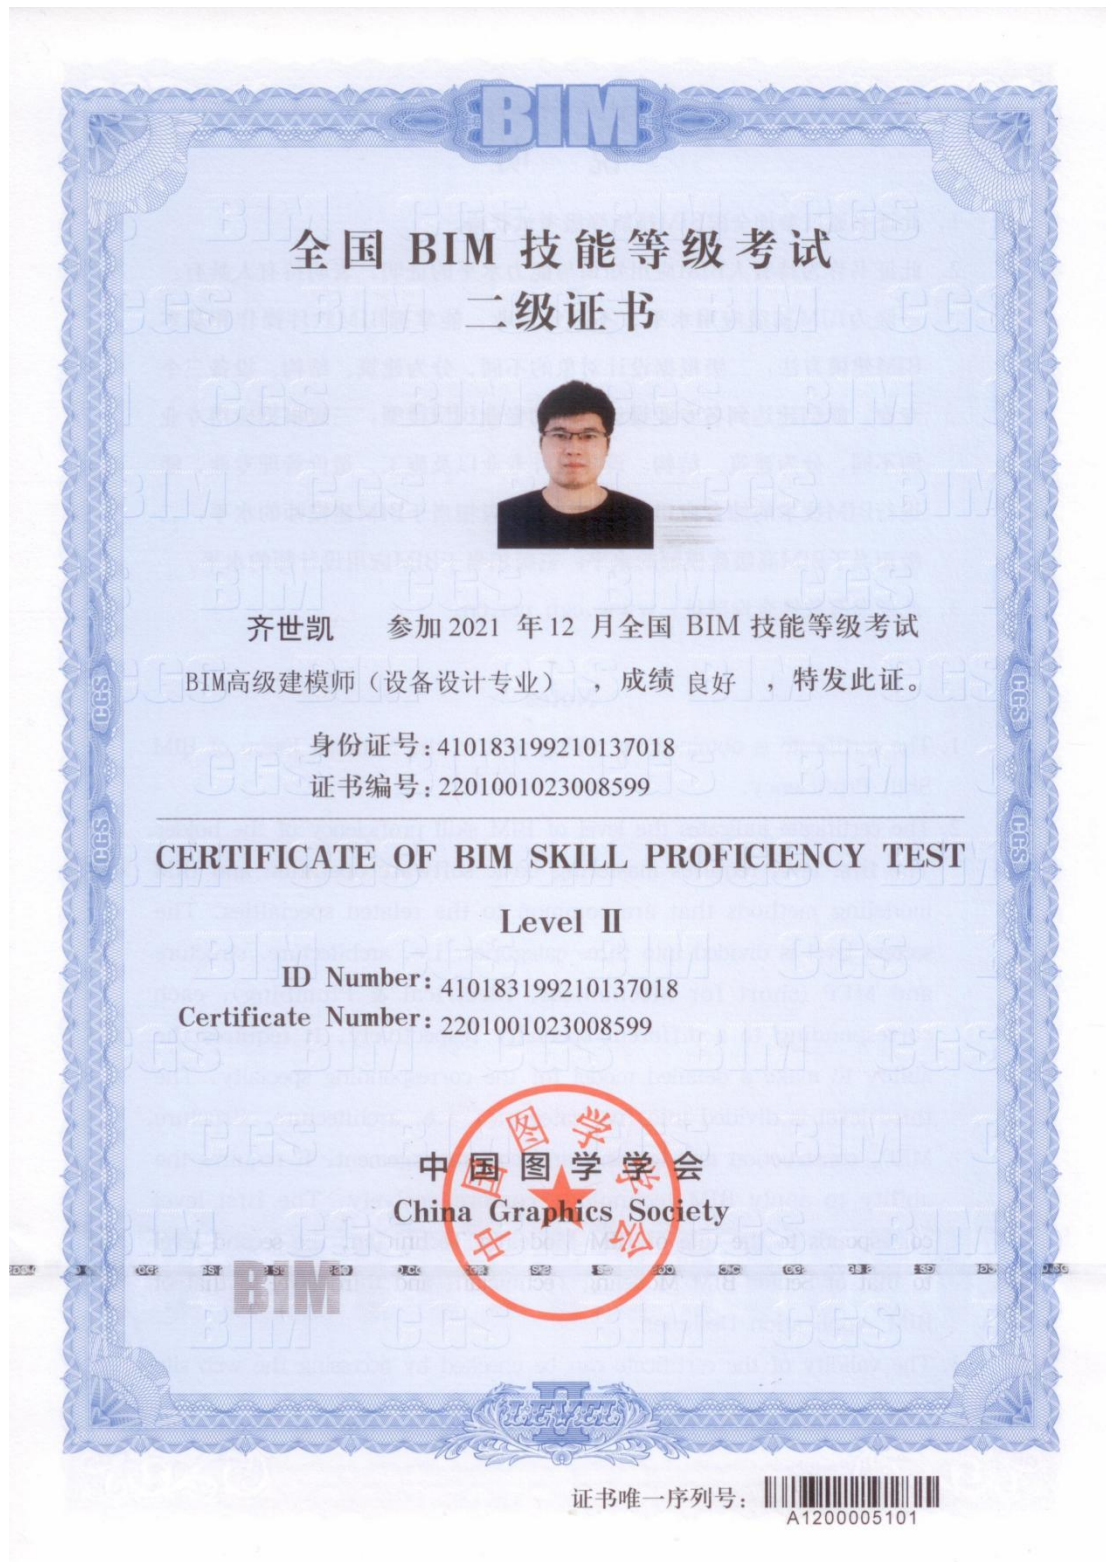 BIM
全国 BIM 技能等级考试
二级证书
齐世凯 参加 2021 年 12 月全国 BIM 技能等级考试
BIM高级建模师（设备设计专业） ，成绩 良好 ，特发此证。
身份证号:410183199210137018
证书编号:2201001023008599
CERTIFICATE OF BIM SKILL PROFICIENCY TEST
Level II
ID Number: 410183199210137018
Certificate Number: 2201001023008599
中国图学学会
中国图学学会
China Graphics Society
BIM
II
LEVEL
证书唯一序列号:
A1200005101
CGS
CGS
CGS
CGS